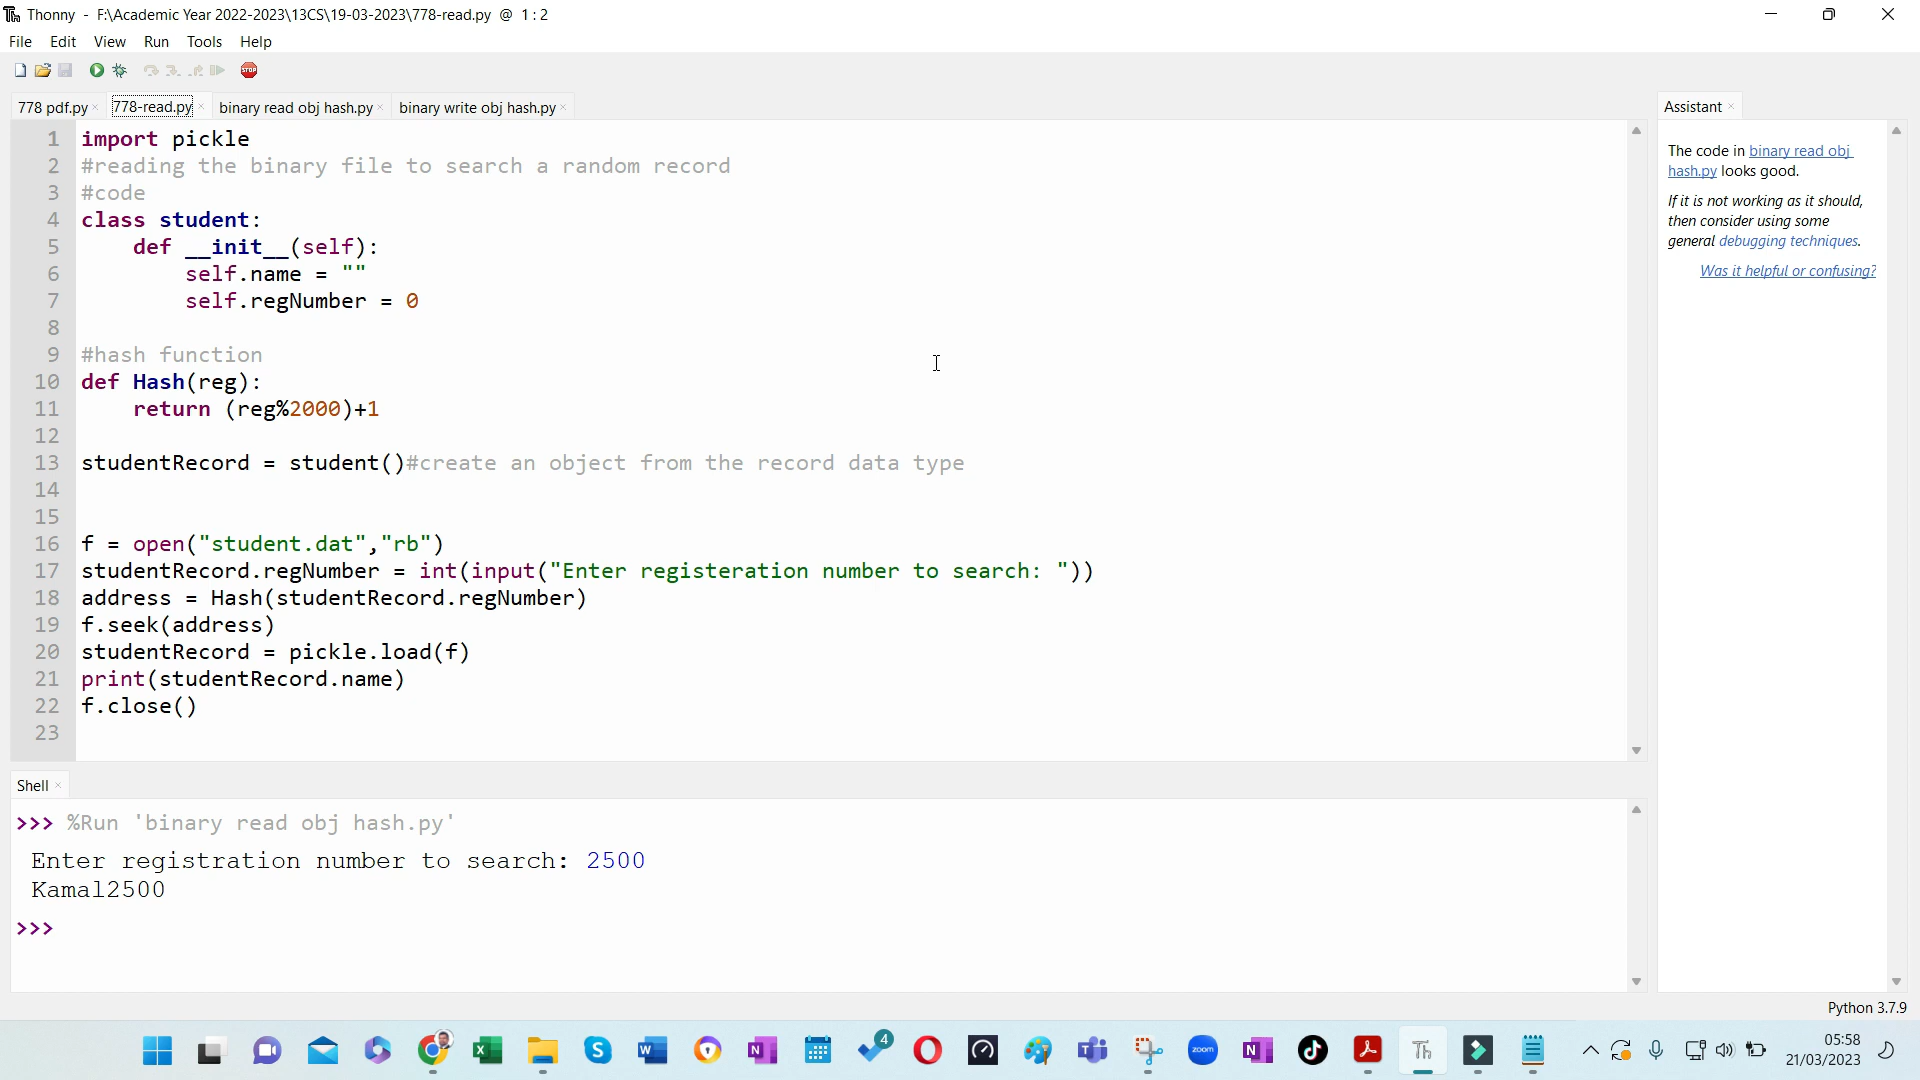 Thonny - F:\Academic Year 2022-2023\13CS\19-03-2023\778-read.py @ 1:2
File Edit View Run Tools Help
778 pdf.py × 778-read.py × binary read obj hash.py × binary write obj hash.py ×
1 import pickle
2 #reading the binary file to search a random record
3 #code
4 class student:
5     def __init__(self):
6         self.name = ""
7         self.regNumber = 0
8
9 #hash function
10 def Hash(reg):
11     return (reg%2000)+1
12
13 studentRecord = student()#create an object from the record data type
14
15
16 f = open("student.dat","rb")
17 studentRecord.regNumber = int(input("Enter registeration number to search: "))
18 address = Hash(studentRecord.regNumber)
19 f.seek(address)
20 studentRecord = pickle.load(f)
21 print(studentRecord.name)
22 f.close()
23
Shell ×
>>> %Run 'binary read obj hash.py'
Enter registration number to search: 2500
Kamal2500
>>>
Assistant ×
The code in binary read obj
hash.py looks good.
If it is not working as it should,
then consider using some
general debugging techniques.
Was it helpful or confusing?
Python 3.7.9
STOP
4
zoom
05:58
21/03/2023